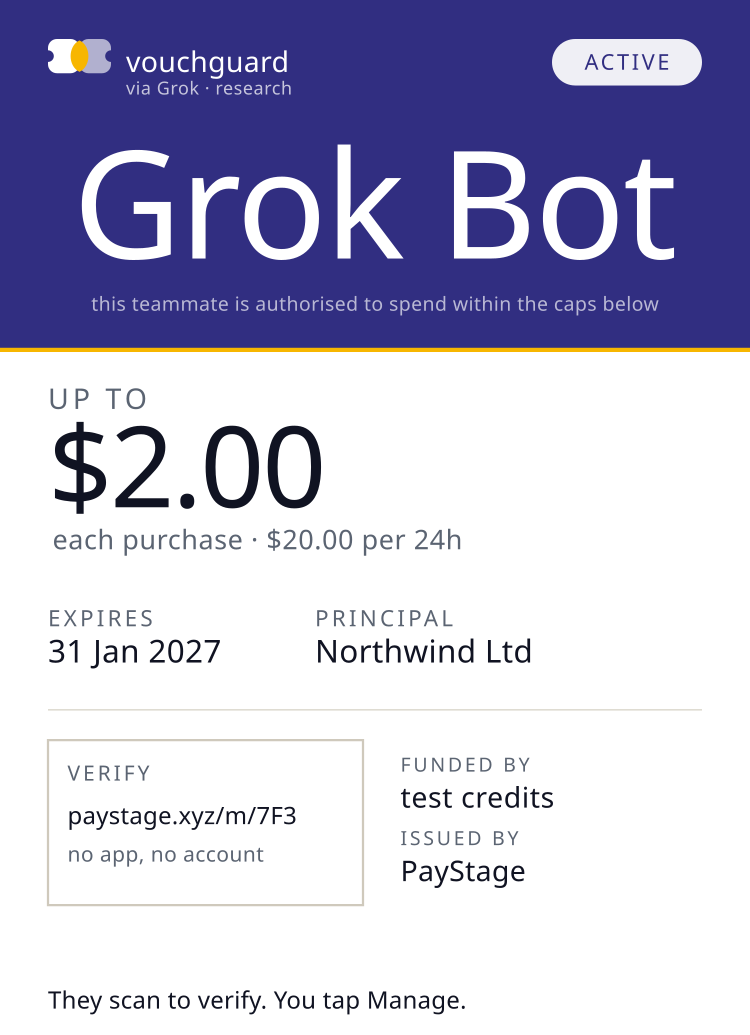 vouchguard
via Grok · research
ACTIVE
Grok Bot
this teammate is authorised to spend within the caps below
UP TO
$2.00
each purchase · $20.00 per 24h
EXPIRES
31 Jan 2027
PRINCIPAL
Northwind Ltd
VERIFY
paystage.xyz/m/7F3
no app, no account
FUNDED BY
test credits
ISSUED BY
PayStage
They scan to verify. You tap Manage.